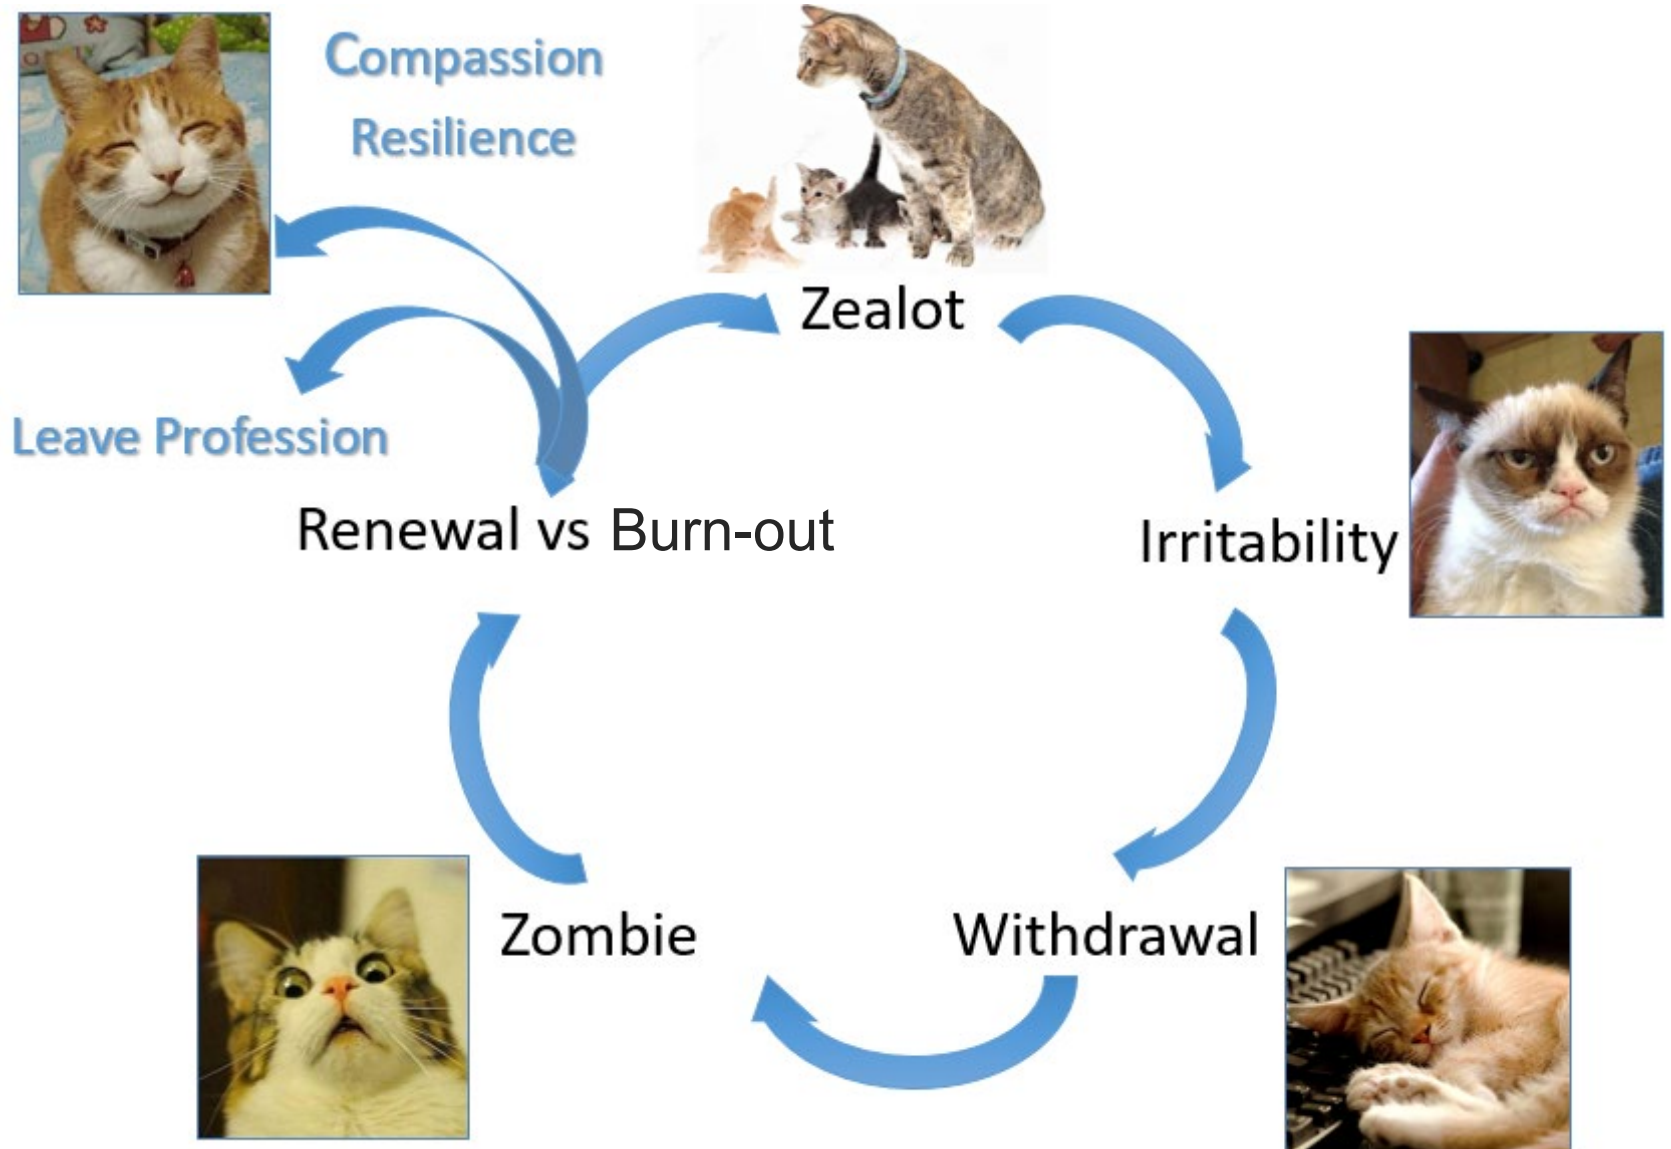 Compassion
Resilience
Zealot
Leave Profession
Renewal vs Burn-out
Irritability
Zombie
Withdrawal